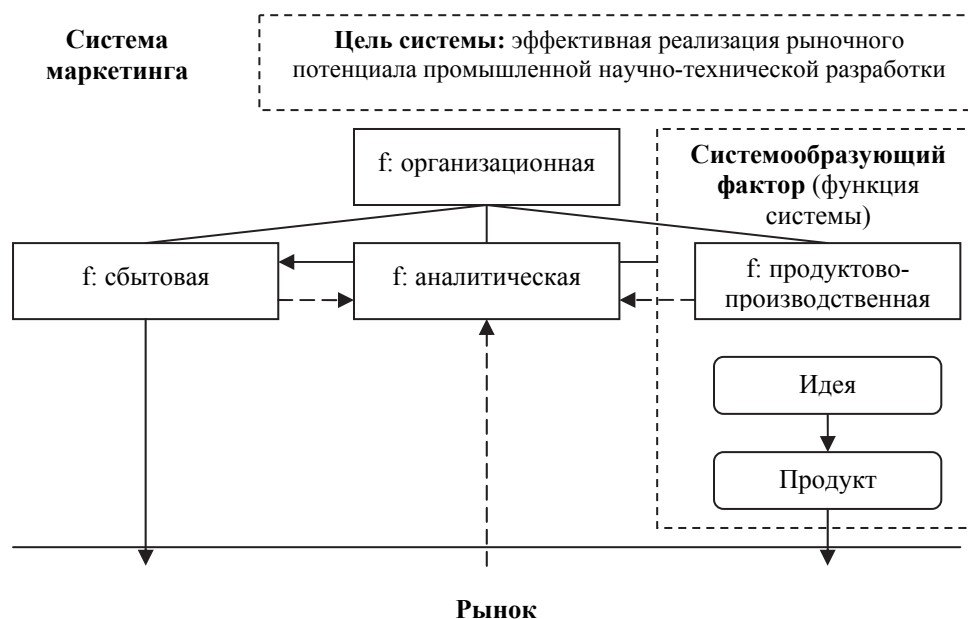 Система
маркетинга
Цель системы: эффективная реализация рыночного
потенциала промышленной научно-технической разработки
f: организационная
Системообразующий
фактор (функция
системы)
f: сбытовая
f: аналитическая
f: продуктово-
производственная
Идея
Продукт
Рынок